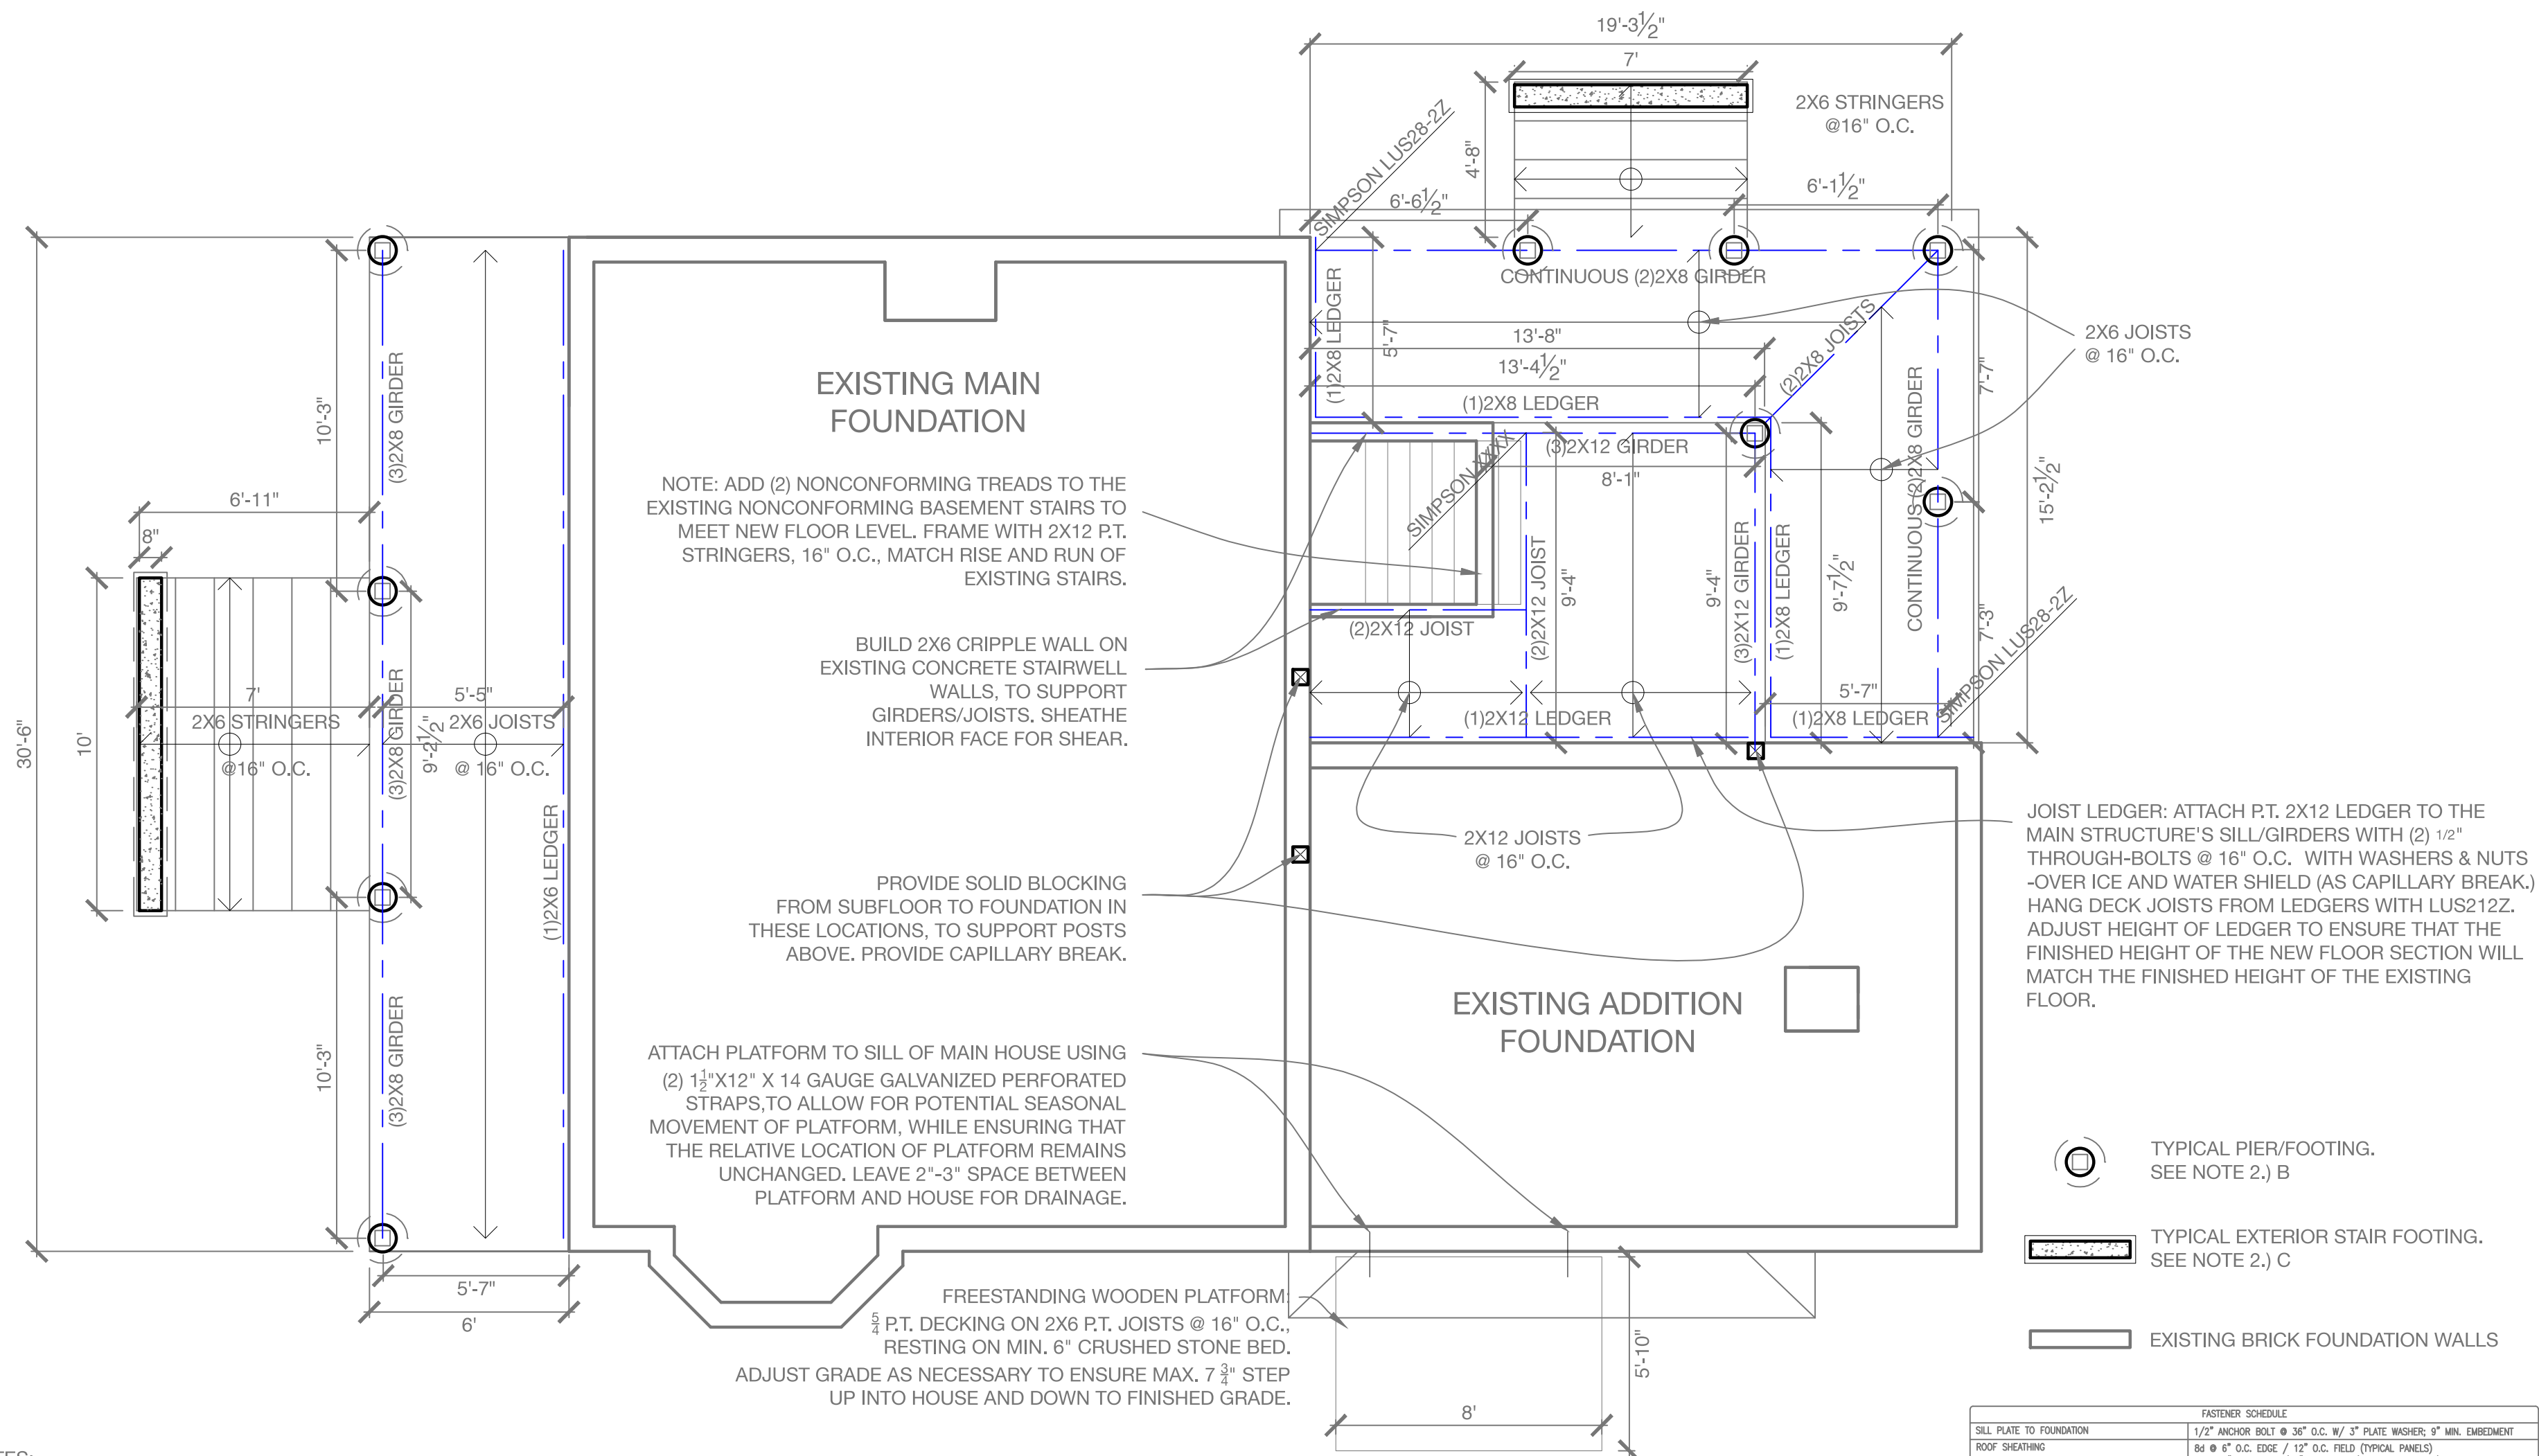 19'-3½"
7'
2X6 STRINGERS
@16" O.C.
4'-8"
SIMPSON LUS28-2Z
6'-6½"
6'-1½"
CONTINUOUS (2)2X8 GIRDER
(1)2X8 LEDGER
5'-7"
13'-8"
13'-4½"
(2)2X8 JOISTS
2X6 JOISTS
@ 16" O.C.
7'-7"
(1)2X8 LEDGER
(3)2X12 GIRDER
8'-1"
SIMPSON XXXX
CONTINUOUS (2)2X8 GIRDER
15'-2½"
EXISTING MAIN
FOUNDATION
10'-3"
(3)2X8 GIRDER
NOTE: ADD (2) NONCONFORMING TREADS TO THE
EXISTING NONCONFORMING BASEMENT STAIRS TO
MEET NEW FLOOR LEVEL. FRAME WITH 2X12 P.T.
STRINGERS, 16" O.C., MATCH RISE AND RUN OF
EXISTING STAIRS.
6'-11"
8"
(2)2X12 JOIST
9'-4"
9'-4"
(3)2X12 GIRDER
(1)2X8 LEDGER
9'-7½"
7'-3"
SIMPSON LUS28-2Z
(2)2X12 JOIST
BUILD 2X6 CRIPPLE WALL ON
EXISTING CONCRETE STAIRWELL
WALLS, TO SUPPORT
GIRDERS/JOISTS. SHEATHE
INTERIOR FACE FOR SHEAR.
30'-6"
10'
7'
2X6 STRINGERS
@16" O.C.
(3)2X8 GIRDER
9'-2½"
5'-5"
2X6 JOISTS
@ 16" O.C.
(1)2X6 LEDGER
(1)2X12 LEDGER
5'-7"
(1)2X8 LEDGER
2X12 JOISTS
@ 16" O.C.
JOIST LEDGER: ATTACH P.T. 2X12 LEDGER TO THE
MAIN STRUCTURE'S SILL/GIRDERS WITH (2) 1/2"
THROUGH-BOLTS @ 16" O.C. WITH WASHERS & NUTS
-OVER ICE AND WATER SHIELD (AS CAPILLARY BREAK.)
HANG DECK JOISTS FROM LEDGERS WITH LUS212Z.
ADJUST HEIGHT OF LEDGER TO ENSURE THAT THE
FINISHED HEIGHT OF THE NEW FLOOR SECTION WILL
MATCH THE FINISHED HEIGHT OF THE EXISTING
FLOOR.
PROVIDE SOLID BLOCKING
FROM SUBFLOOR TO FOUNDATION IN
THESE LOCATIONS, TO SUPPORT POSTS
ABOVE. PROVIDE CAPILLARY BREAK.
EXISTING ADDITION
FOUNDATION
10'-3"
(3)2X8 GIRDER
ATTACH PLATFORM TO SILL OF MAIN HOUSE USING
(2) 1½"X12" X 14 GAUGE GALVANIZED PERFORATED
STRAPS,TO ALLOW FOR POTENTIAL SEASONAL
MOVEMENT OF PLATFORM, WHILE ENSURING THAT
THE RELATIVE LOCATION OF PLATFORM REMAINS
UNCHANGED. LEAVE 2"-3" SPACE BETWEEN
PLATFORM AND HOUSE FOR DRAINAGE.
5'-7"
6'
FREESTANDING WOODEN PLATFORM:
5/4 P.T. DECKING ON 2X6 P.T. JOISTS @ 16" O.C.,
RESTING ON MIN. 6" CRUSHED STONE BED.
ADJUST GRADE AS NECESSARY TO ENSURE MAX. 7 ¾" STEP
UP INTO HOUSE AND DOWN TO FINISHED GRADE.
8'
5'-10"
TYPICAL PIER/FOOTING.
SEE NOTE 2.) B
TYPICAL EXTERIOR STAIR FOOTING.
SEE NOTE 2.) C
EXISTING BRICK FOUNDATION WALLS
FASTENER SCHEDULE
SILL PLATE TO FOUNDATION 1/2" ANCHOR BOLT @ 36" O.C. W/ 3" PLATE WASHER; 9" MIN. EMBEDMENT
ROOF SHEATHING 8d @ 6" O.C. EDGE / 12" O.C. FIELD (TYPICAL PANELS)